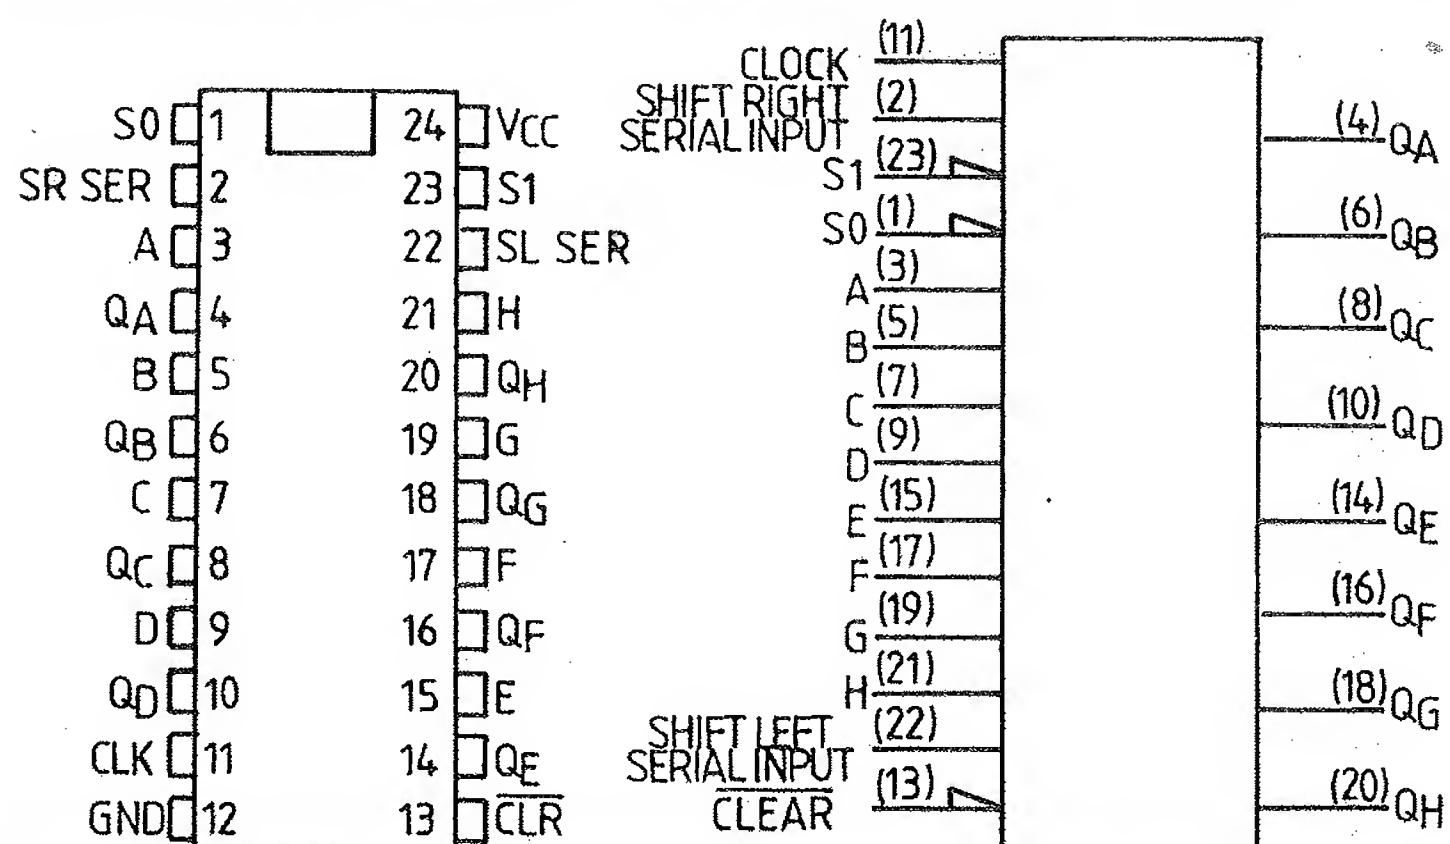 S0 1 24 VCC
SR SER 2 23 S1
A 3 22 SL SER
QA 4 21 H
B 5 20 QH
QB 6 19 G
C 7 18 QG
QC 8 17 F
D 9 16 QF
QD 10 15 E
CLK 11 14 QE
GND 12 13 CLR
CLOCK (11)
SHIFT RIGHT (2)
SERIAL INPUT
S1 (23)
S0 (1)
A (3)
B (5)
C (7)
D (9)
E (15)
F (17)
G (19)
H (21)
SHIFT LEFT (22)
SERIAL INPUT
CLEAR (13)
(4) QA
(6) QB
(8) QC
(10) QD
(14) QE
(16) QF
(18) QG
(20) QH